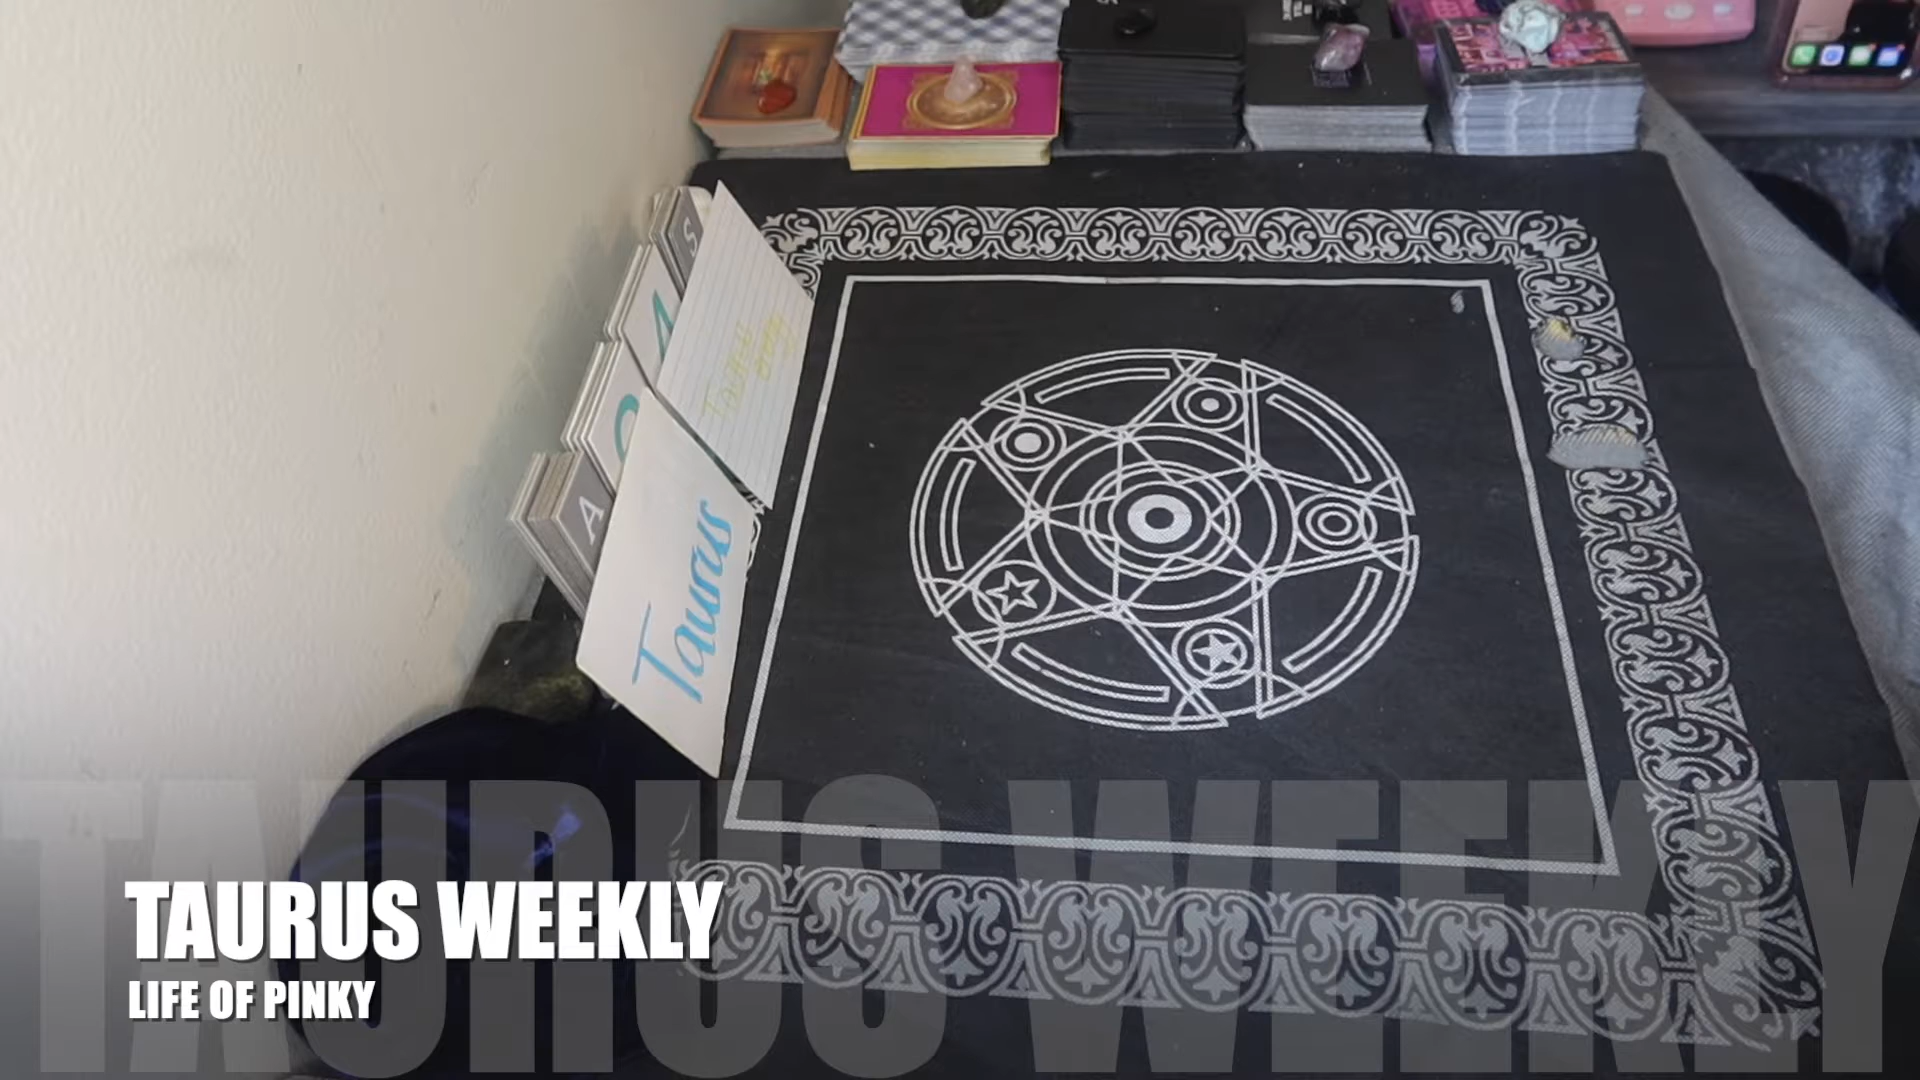 S
A
Taurus
TAURUS WEEKLY
TAURUS WEEKLY
LIFE OF PINKY